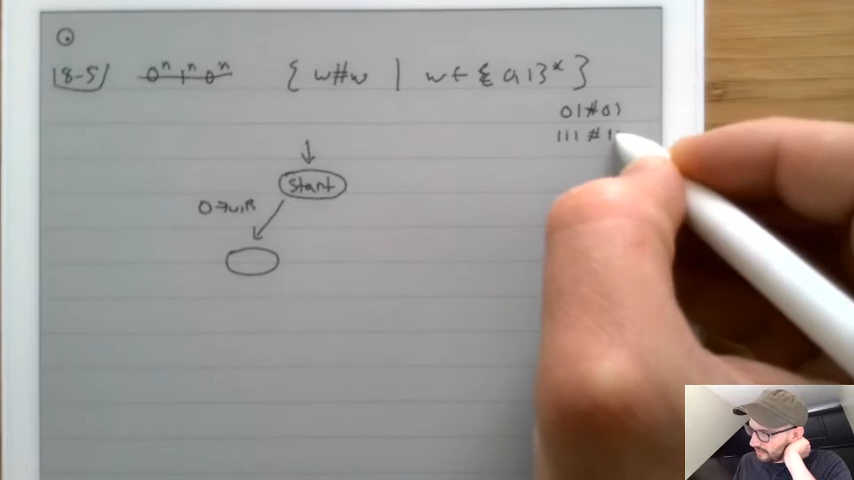 18-5) 0ⁿ1ⁿ0ⁿ { w#w | w ∈ {0,1}* }
01#01
111#1
Start
0→␣,R